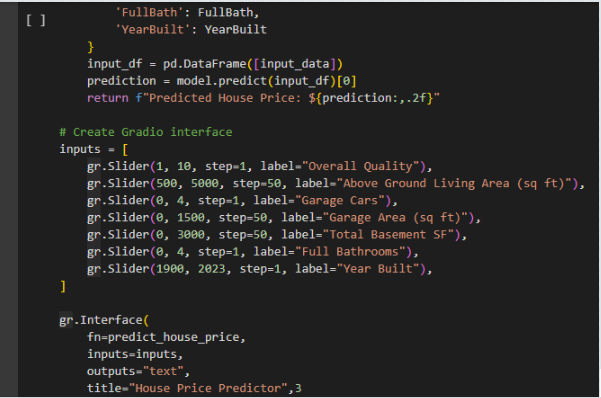 [ ]
'FullBath': FullBath,
'YearBuilt': YearBuilt
}
input_df = pd.DataFrame([input_data])
prediction = model.predict(input_df)[0]
return f"Predicted House Price: ${prediction:,.2f}"
# Create Gradio interface
inputs = [
gr.Slider(1, 10, step=1, label="Overall Quality"),
gr.Slider(500, 5000, step=50, label="Above Ground Living Area (sq ft)"),
gr.Slider(0, 4, step=1, label="Garage Cars"),
gr.Slider(0, 1500, step=50, label="Garage Area (sq ft)"),
gr.Slider(0, 3000, step=50, label="Total Basement SF"),
gr.Slider(0, 4, step=1, label="Full Bathrooms"),
gr.Slider(1900, 2023, step=1, label="Year Built"),
]
gr.Interface(
fn=predict_house_price,
inputs=inputs,
outputs="text",
title="House Price Predictor",3